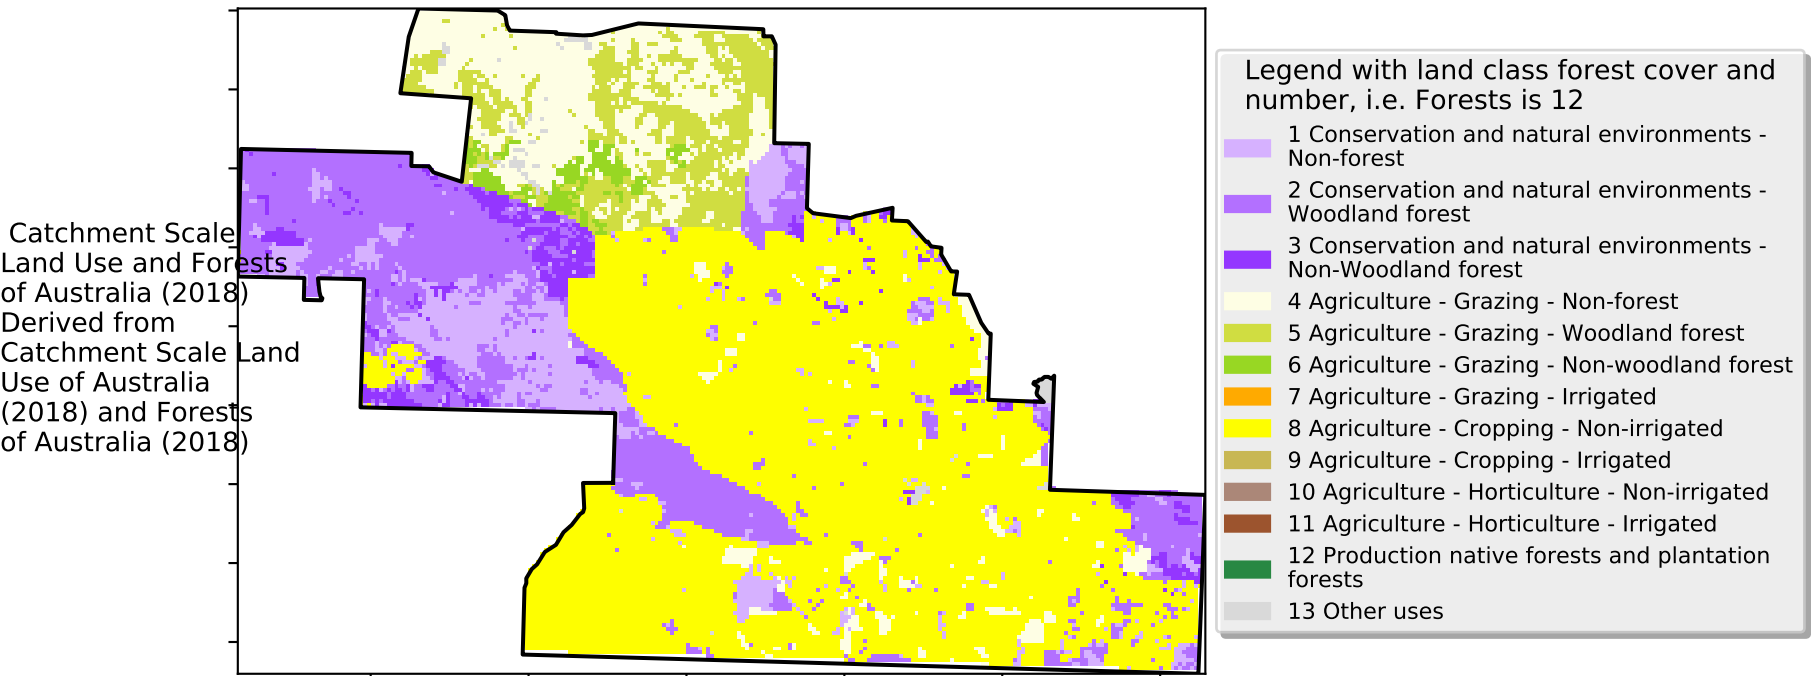 Catchment Scale
Land Use and Forests
of Australia (2018)
Derived from
Catchment Scale Land
Use of Australia
(2018) and Forests
of Australia (2018)
Legend with land class forest cover and
number, i.e. Forests is 12
1 Conservation and natural environments -
Non-forest
2 Conservation and natural environments -
Woodland forest
3 Conservation and natural environments -
Non-Woodland forest
4 Agriculture - Grazing - Non-forest
5 Agriculture - Grazing - Woodland forest
6 Agriculture - Grazing - Non-woodland forest
7 Agriculture - Grazing - Irrigated
8 Agriculture - Cropping - Non-irrigated
9 Agriculture - Cropping - Irrigated
10 Agriculture - Horticulture - Non-irrigated
11 Agriculture - Horticulture - Irrigated
12 Production native forests and plantation
forests
13 Other uses